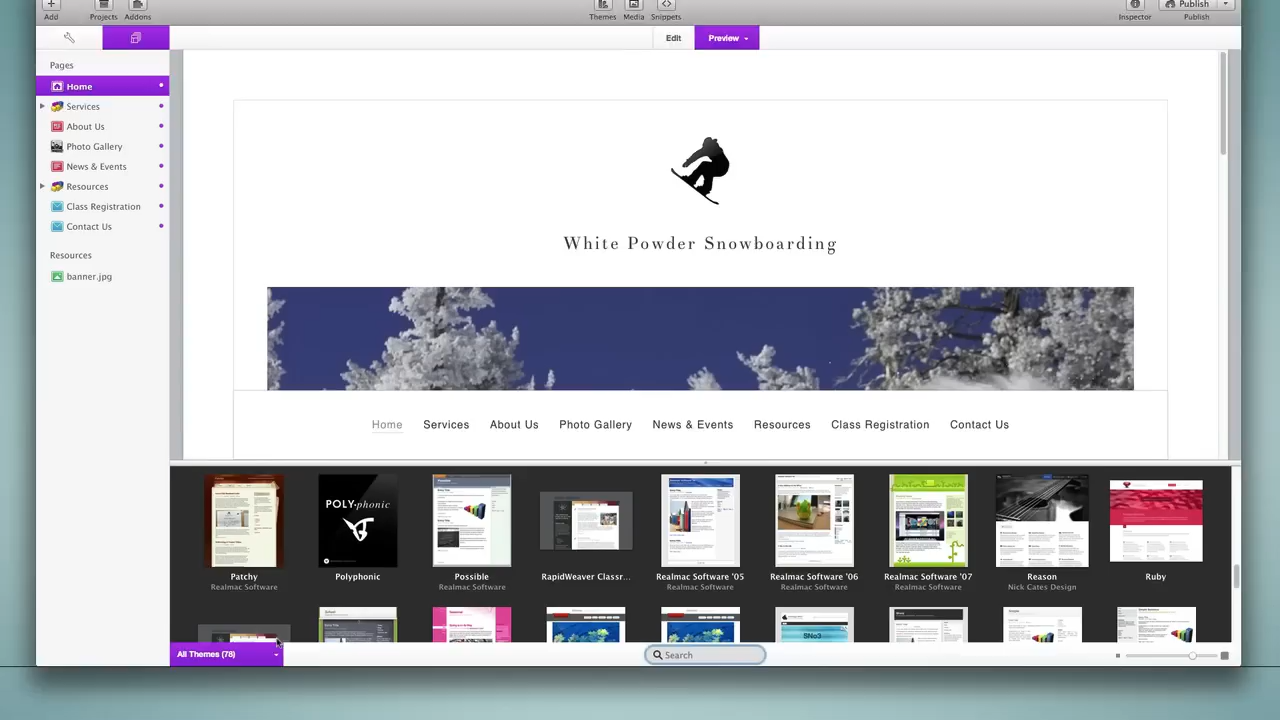 Add Projects Addons Themes Media Snippets Inspector Publish Publish
Edit Preview
Pages
Home
Services
About Us
Photo Gallery
News & Events
Resources
Class Registration
Contact Us
Resources
banner.jpg
White Powder Snowboarding
Home Services About Us Photo Gallery News & Events Resources Class Registration Contact Us
POLYphonic
Patchy Polyphonic Possible RapidWeaver Classr... Realmac Software '05 Realmac Software '06 Realmac Software '07 Reason Ruby
Realmac Software Realmac Software Realmac Software Realmac Software Realmac Software Nick Cates Design
SNo3
All Themes (78)
Search